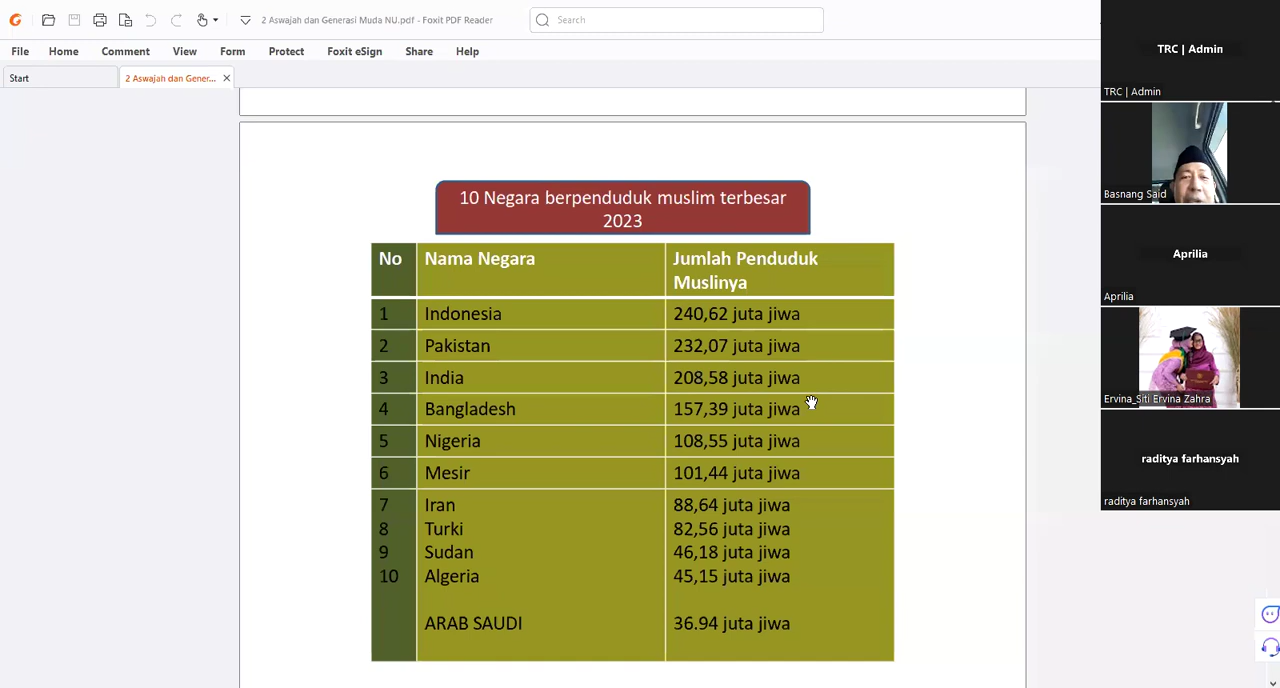 2 Aswajah dan Generasi Muda NU.pdf - Foxit PDF Reader
Search
File Home Comment View Form Protect Foxit eSign Share Help
Start
2 Aswajah dan Gener...
10 Negara berpenduduk muslim terbesar
2023
No Nama Negara Jumlah Penduduk
Muslinya
1 Indonesia 240,62 juta jiwa
2 Pakistan 232,07 juta jiwa
3 India 208,58 juta jiwa
4 Bangladesh 157,39 juta jiwa
5 Nigeria 108,55 juta jiwa
6 Mesir 101,44 juta jiwa
7 Iran 88,64 juta jiwa
8 Turki 82,56 juta jiwa
9 Sudan 46,18 juta jiwa
10 Algeria 45,15 juta jiwa
ARAB SAUDI 36.94 juta jiwa
TRC | Admin
TRC | Admin
Basnang Said
Aprilia
Aprilia
Ervina_Siti Ervina Zahra
raditya farhansyah
raditya farhansyah